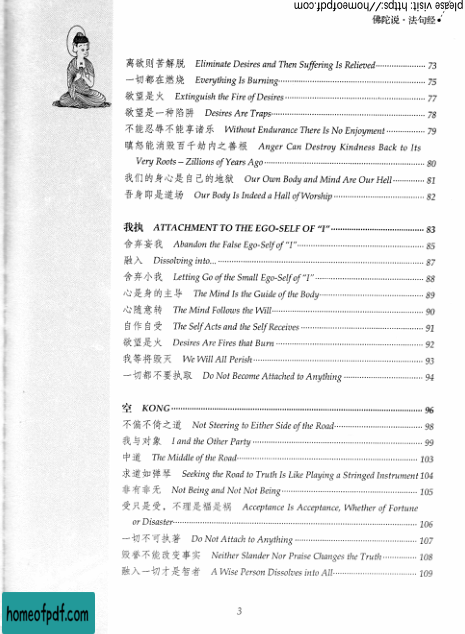 please visit: https://homeofpdf.com
佛陀说·法句经
离欲则苦解脱 Eliminate Desires and Then Suffering Is Relieved 73
一切都在燃烧 Everything Is Burning 75
欲望是火 Extinguish the Fire of Desires 77
欲望是一种陷阱 Desires Are Traps 78
不能忍辱不能享诸乐 Without Endurance There Is No Enjoyment 79
瞋怒能消毁百千劫内之善根 Anger Can Destroy Kindness Back to Its
Very Roots – Zillions of Years Ago 80
我们的身心是自己的地狱 Our Own Body and Mind Are Our Hell 81
吾身即是道场 Our Body Is Indeed a Hall of Worship 82
我执 ATTACHMENT TO THE EGO-SELF OF "I" 83
舍弃妄我 Abandon the False Ego-Self of "I" 85
融入 Dissolving into... 87
舍弃小我 Letting Go of the Small Ego-Self of "I" 88
心是身的主导 The Mind Is the Guide of the Body 89
心随意转 The Mind Follows the Will 90
自作自受 The Self Acts and the Self Receives 91
欲望是火 Desires Are Fires that Burn 92
我等将毁灭 We Will All Perish 93
一切都不要执取 Do Not Become Attached to Anything 94
空 KONG 96
不偏不倚之道 Not Steering to Either Side of the Road 98
我与对象 I and the Other Party 99
中道 The Middle of the Road 103
求道如弹琴 Seeking the Road to Truth Is Like Playing a Stringed Instrument 104
非有非无 Not Being and Not Not Being 105
受只是受，不理是福是祸 Acceptance Is Acceptance, Whether of Fortune
or Disaster 106
一切不可执著 Do Not Attach to Anything 107
毁誉不能改变事实 Neither Slander Nor Praise Changes the Truth 108
融入一切才是智者 A Wise Person Dissolves into All 109
3
homeofpdf.com